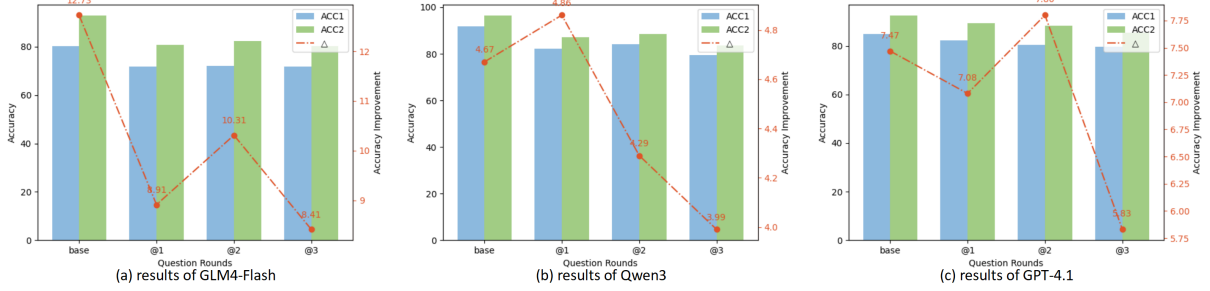 12.73
ACC1
ACC2
△
80
60
40
20
0
Accuracy
8.91
10.31
8.41
12
11
10
9
Accuracy Improvement
base
@1
@2
@3
Question Rounds
(a) results of GLM4-Flash
100
80
60
40
20
0
Accuracy
4.67
4.86
4.29
3.99
ACC1
ACC2
△
4.8
4.6
4.4
4.2
4.0
Accuracy Improvement
base
@1
@2
@3
Question Rounds
(b) results of Qwen3
80
60
40
20
0
Accuracy
7.47
7.08
5.83
ACC1
ACC2
△
7.75
7.50
7.25
7.00
6.75
6.50
6.25
6.00
5.75
Accuracy Improvement
base
@1
@2
@3
Question Rounds
(c) results of GPT-4.1